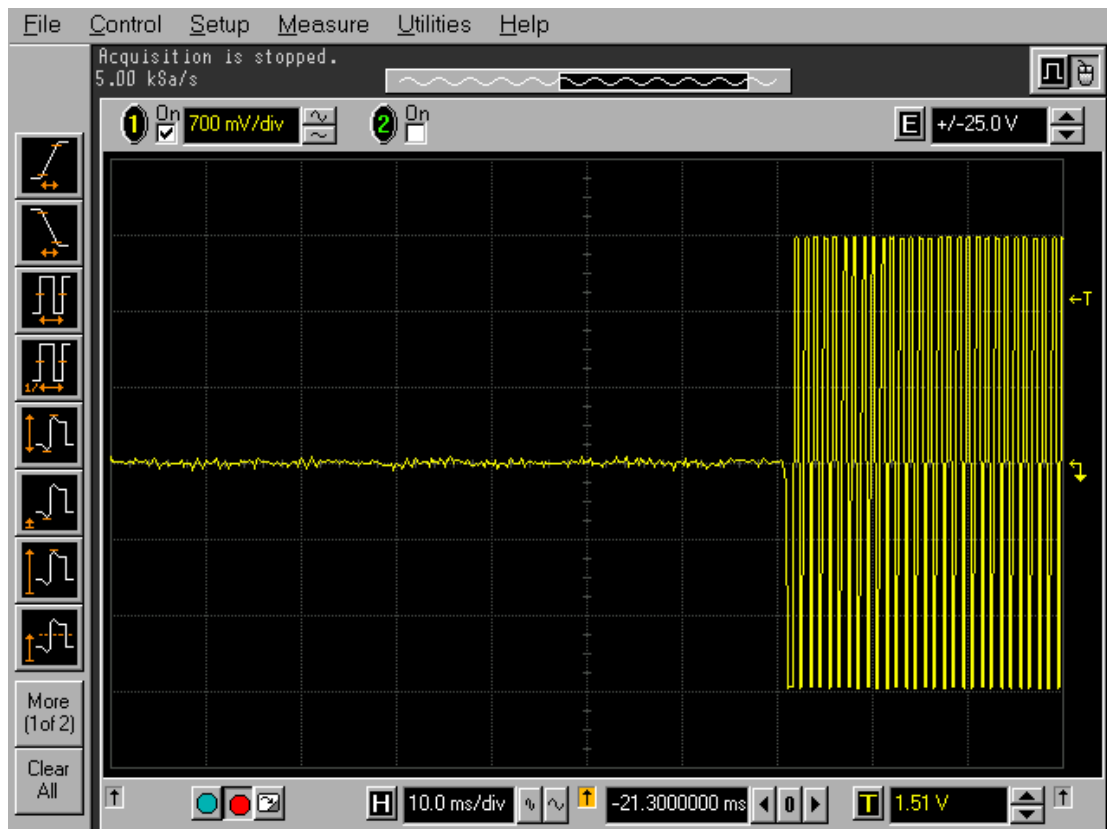 File Control Setup Measure Utilities Help
Acquisition is stopped.
5.00 kSa/s
1 On 700 mV/div 2 On E +/-25.0 V
T
1/
More
(1of 2)
Clear
All
H 10.0 ms/div -21.3000000 ms 0 T 1.51 V